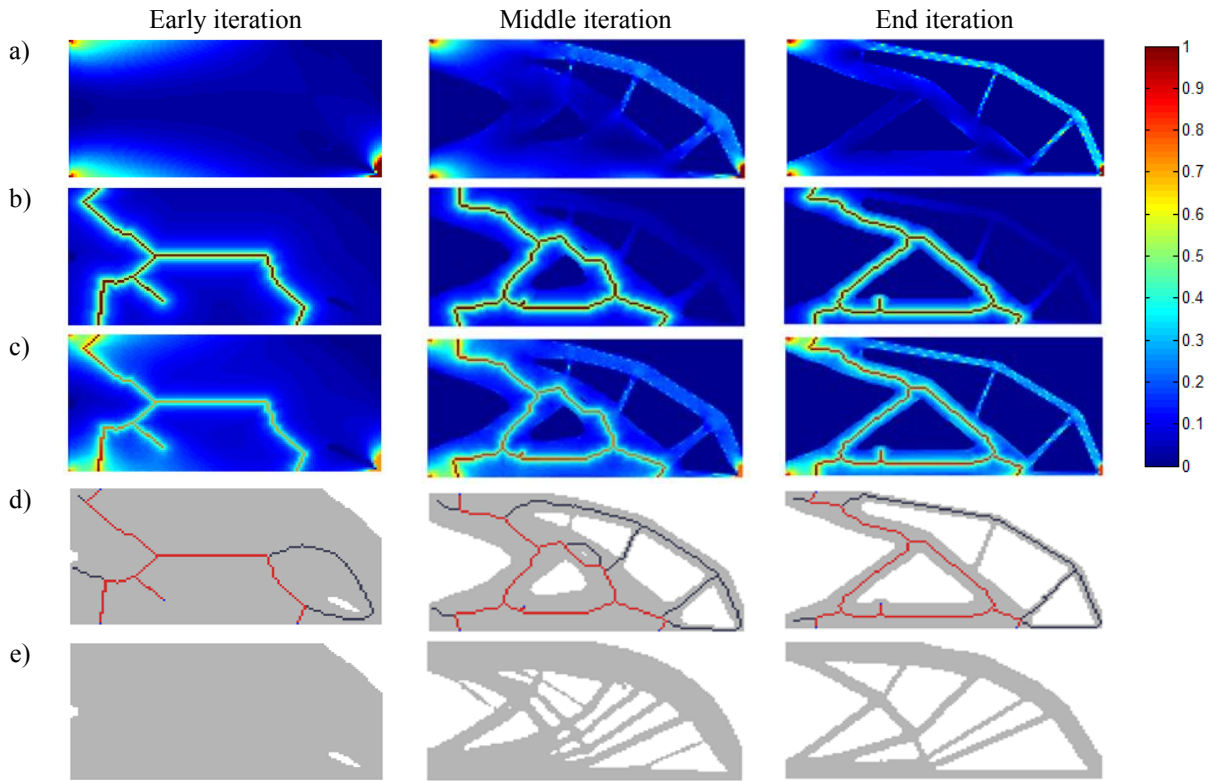 Early iteration Middle iteration End iteration
a)
b)
c)
d)
e)
1
0.9
0.8
0.7
0.6
0.5
0.4
0.3
0.2
0.1
0